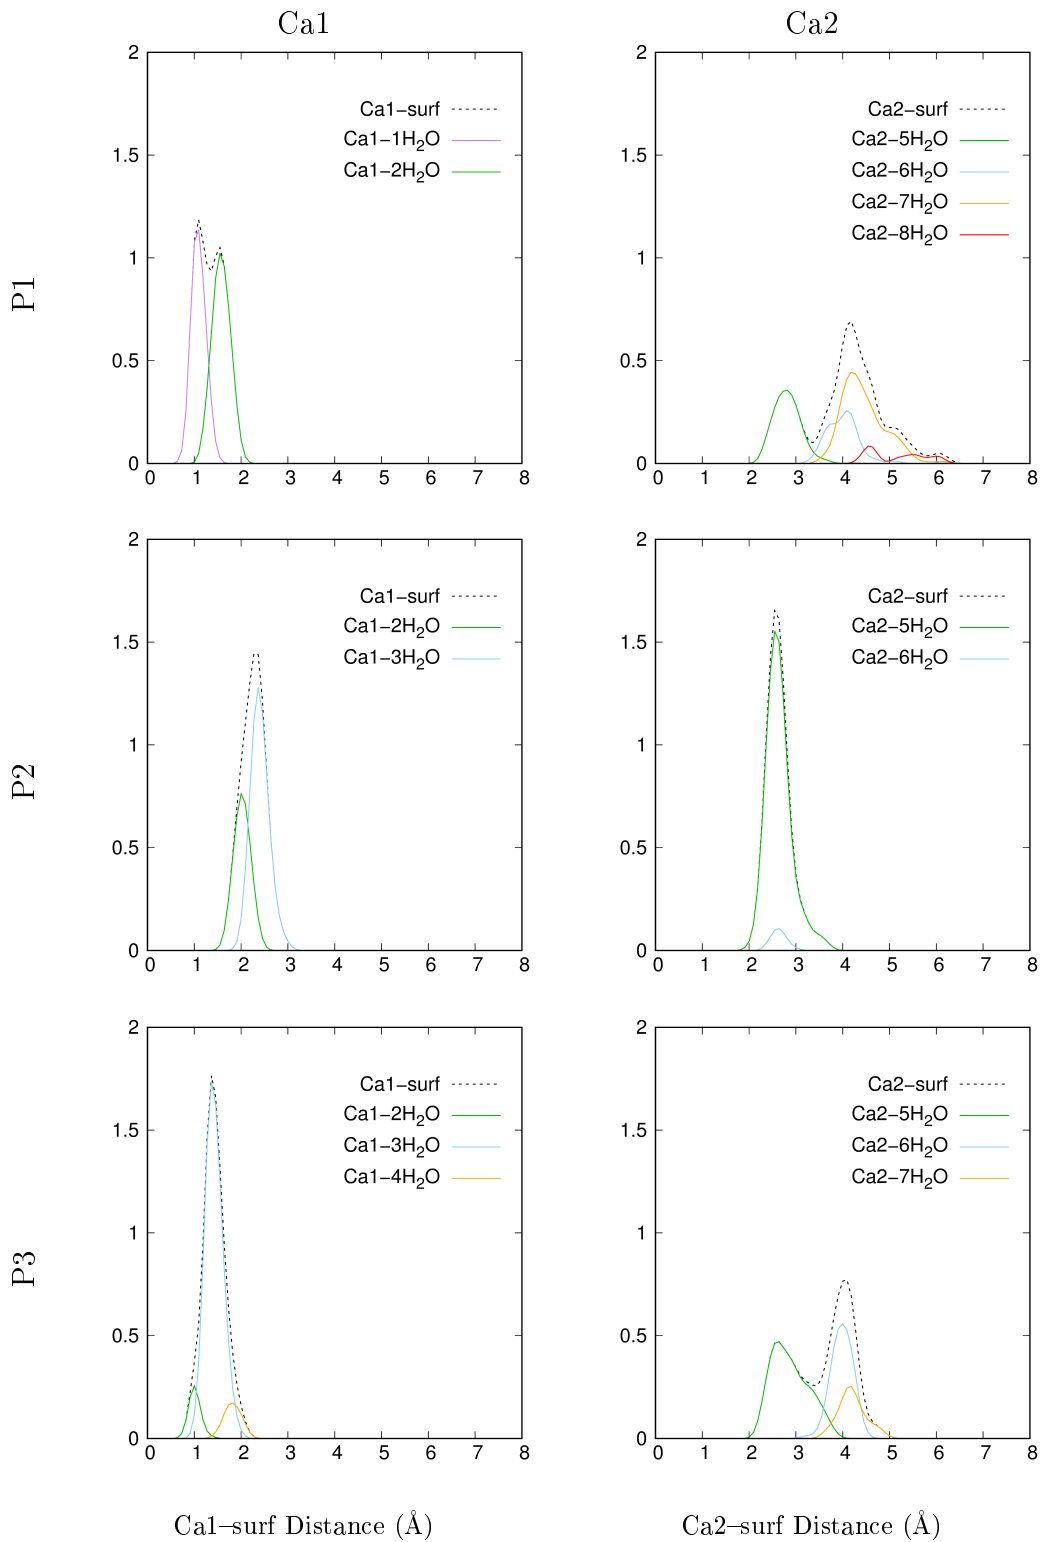 Ca1 Ca2
P1
2
1.5
1
0.5
0
0 1 2 3 4 5 6 7 8
Ca1–surf
Ca1–1H₂O
Ca1–2H₂O
2
1.5
1
0.5
0
0 1 2 3 4 5 6 7 8
Ca2–surf
Ca2–5H₂O
Ca2–6H₂O
Ca2–7H₂O
Ca2–8H₂O
P2
2
1.5
1
0.5
0
0 1 2 3 4 5 6 7 8
Ca1–surf
Ca1–2H₂O
Ca1–3H₂O
2
1.5
1
0.5
0
0 1 2 3 4 5 6 7 8
Ca2–surf
Ca2–5H₂O
Ca2–6H₂O
P3
2
1.5
1
0.5
0
0 1 2 3 4 5 6 7 8
Ca1–surf
Ca1–2H₂O
Ca1–3H₂O
Ca1–4H₂O
2
1.5
1
0.5
0
0 1 2 3 4 5 6 7 8
Ca2–surf
Ca2–5H₂O
Ca2–6H₂O
Ca2–7H₂O
Ca1–surf Distance (Å)
Ca2–surf Distance (Å)